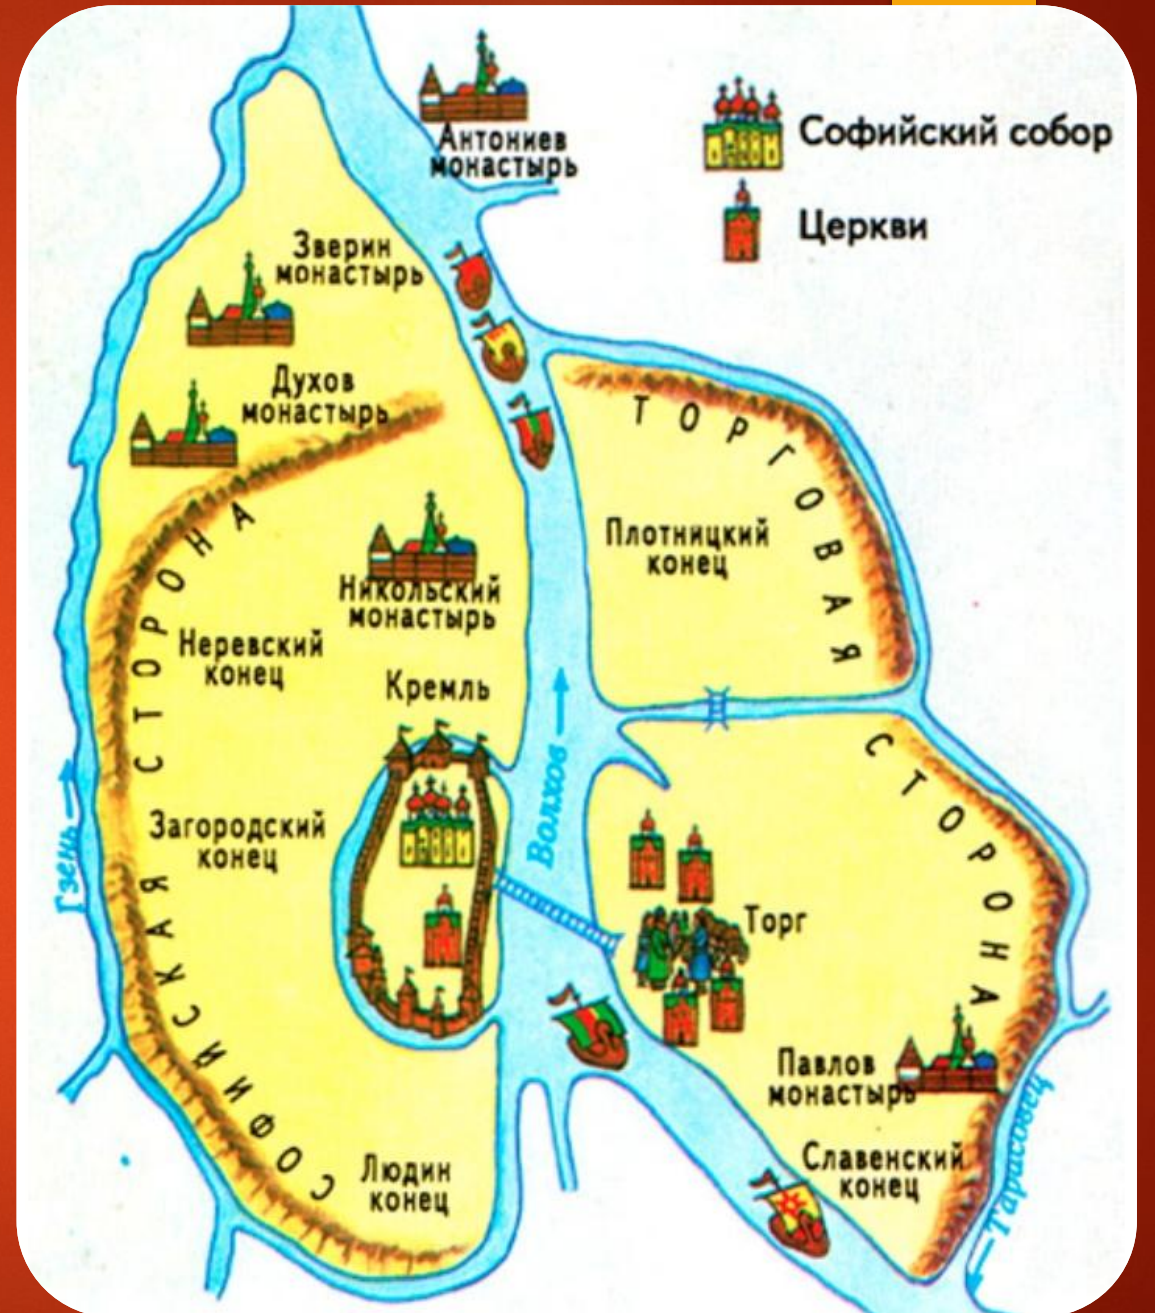 Антониев
монастырь
Софийский собор
Церкви
Зверин
монастырь
Духов
монастырь
ТОРГОВАЯ
СТОРОНА
Плотницкий
конец
Никольский
монастырь
Неревский
конец
Кремль
Волхов
Загородский
конец
Гзень
СОФИЙСКАЯ СТОРОНА
Торг
Павлов
монастырь
Тарасовец
Славенский
конец
Людин
конец